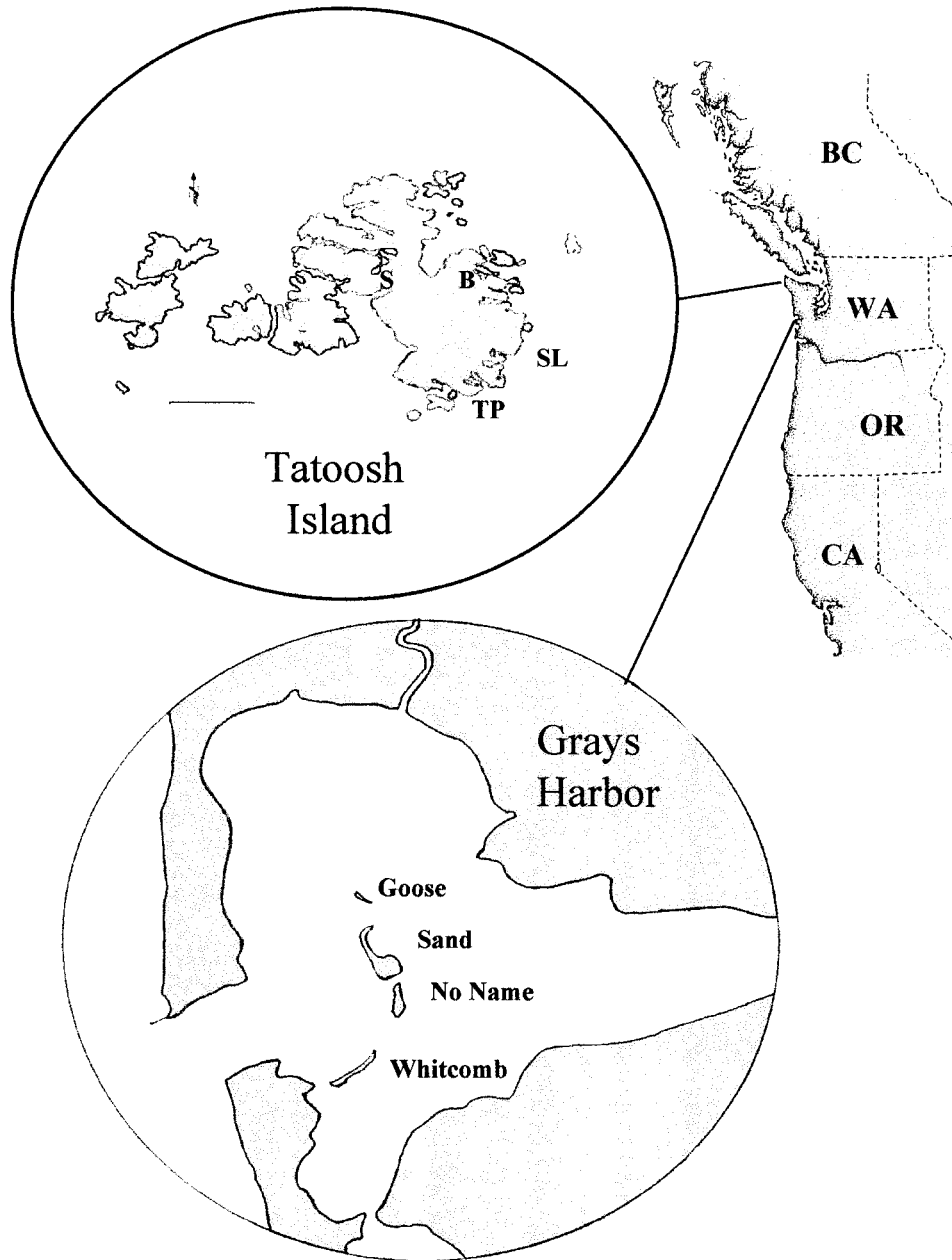 BC
WA
OR
CA
S
B
SL
TP
Tatoosh
Island
Grays
Harbor
Goose
Sand
No Name
Whitcomb